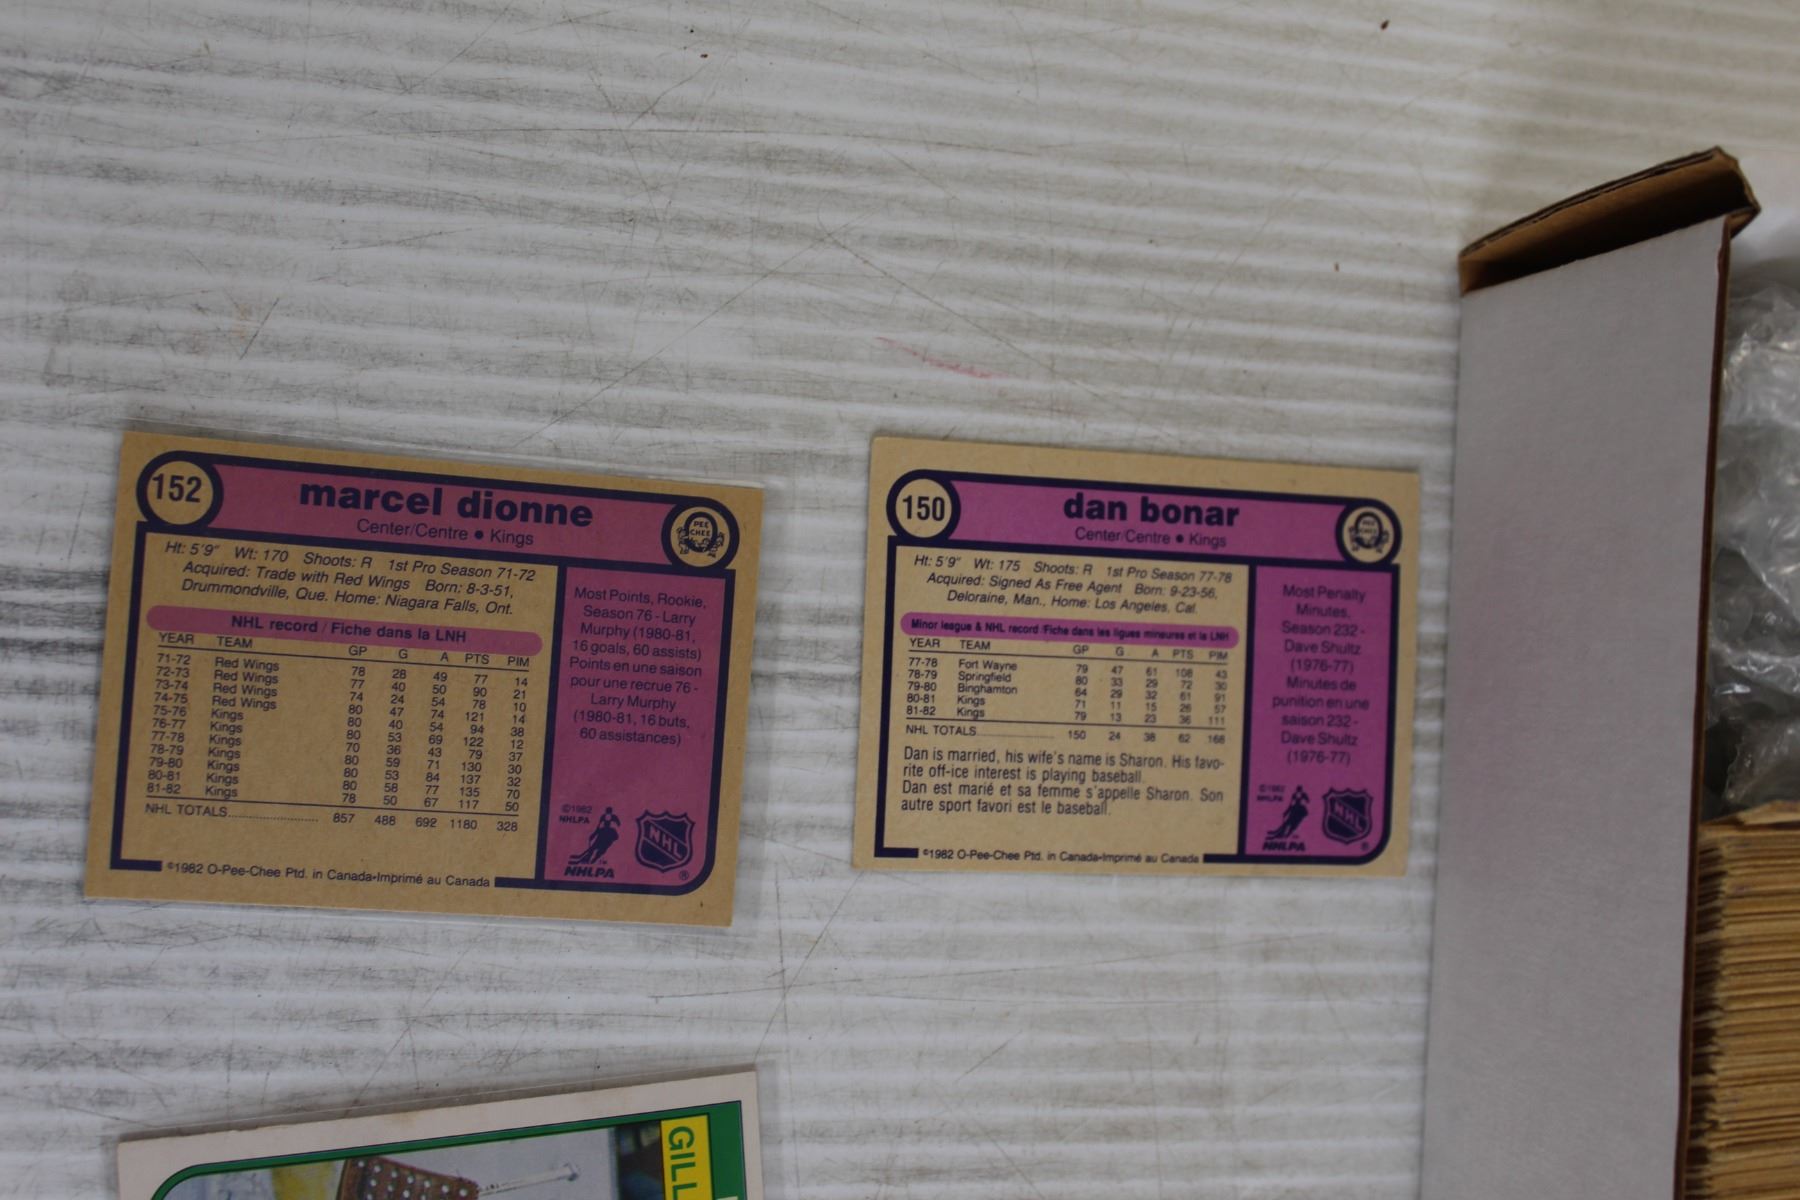 152
marcel dionne
Center/Centre • Kings
PEE
CHEE
Ht: 5'9" Wt: 170 Shoots: R 1st Pro Season 71-72
Acquired: Trade with Red Wings Born: 8-3-51,
Drummondville, Que. Home: Niagara Falls, Ont.
NHL record / Fiche dans la LNH
YEAR TEAM GP G A PTS PIM
71-72 Red Wings 78 28 49 77 14
72-73 Red Wings 77 40 50 90 21
73-74 Red Wings 74 24 54 78 10
74-75 Red Wings 80 47 74 121 14
75-76 Kings 80 40 54 94 38
76-77 Kings 80 53 69 122 12
77-78 Kings 70 36 43 79 37
78-79 Kings 80 59 71 130 30
79-80 Kings 80 53 84 137 32
80-81 Kings 80 58 77 135 70
81-82 Kings 78 50 67 117 50
NHL TOTALS 857 488 692 1180 328
©1982 O-Pee-Chee Ptd. in Canada-Imprimé au Canada
Most Points, Rookie,
Season 76 - Larry
Murphy (1980-81,
16 goals, 60 assists)
Points en une saison
pour une recrue 76 -
Larry Murphy
(1980-81, 16 buts,
60 assistances)
©1982
NHLPA
NHLPA
NHL
®
150
dan bonar
Center/Centre • Kings
PEE
CHEE
Ht: 5'9" Wt: 175 Shoots: R 1st Pro Season 77-78
Acquired: Signed As Free Agent Born: 9-23-56,
Deloraine, Man., Home: Los Angeles, Cal.
Minor league & NHL record/Fiche dans les ligues mineures et la LNH
YEAR TEAM GP G A PTS PIM
77-78 Fort Wayne 79 47 61 108 43
78-79 Springfield 80 33 29 72 30
79-80 Binghamton 64 29 32 61 91
80-81 Kings 71 11 15 26 57
81-82 Kings 79 13 23 36 111
NHL TOTALS 150 24 38 62 168
Dan is married, his wife's name is Sharon. His favo-
rite off-ice interest is playing baseball.
Dan est marié et sa femme s'appelle Sharon. Son
autre sport favori est le baseball.
©1982 O-Pee-Chee Ptd. in Canada-Imprimé au Canada
Most Penalty
Minutes,
Season 232 -
Dave Shultz
(1976-77)
Minutes de
punition en une
saison 232 -
Dave Shultz
(1976-77)
©1982
NHLPA
NHLPA
NHL
®
GILL